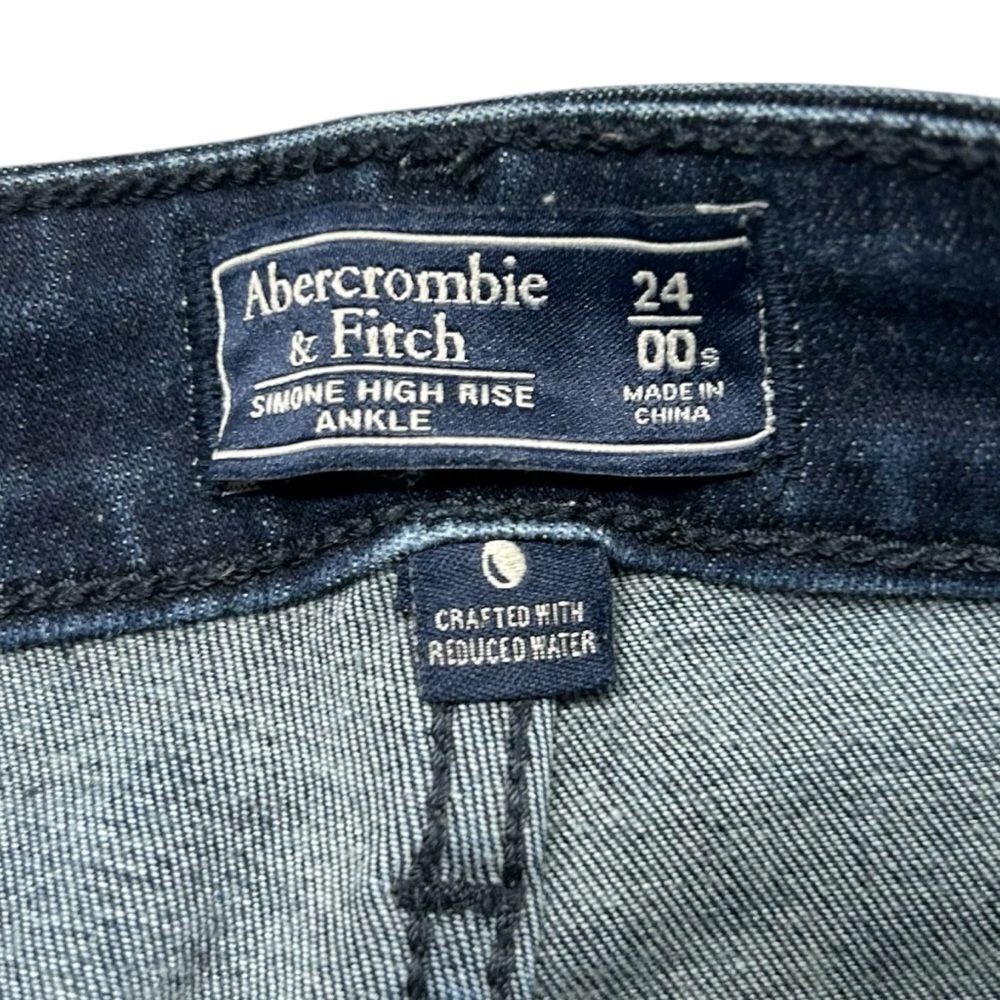 Abercrombie
& Fitch
SIMONE HIGH RISE
ANKLE
24
00S
MADE IN
CHINA
CRAFTED WITH
REDUCED WATER